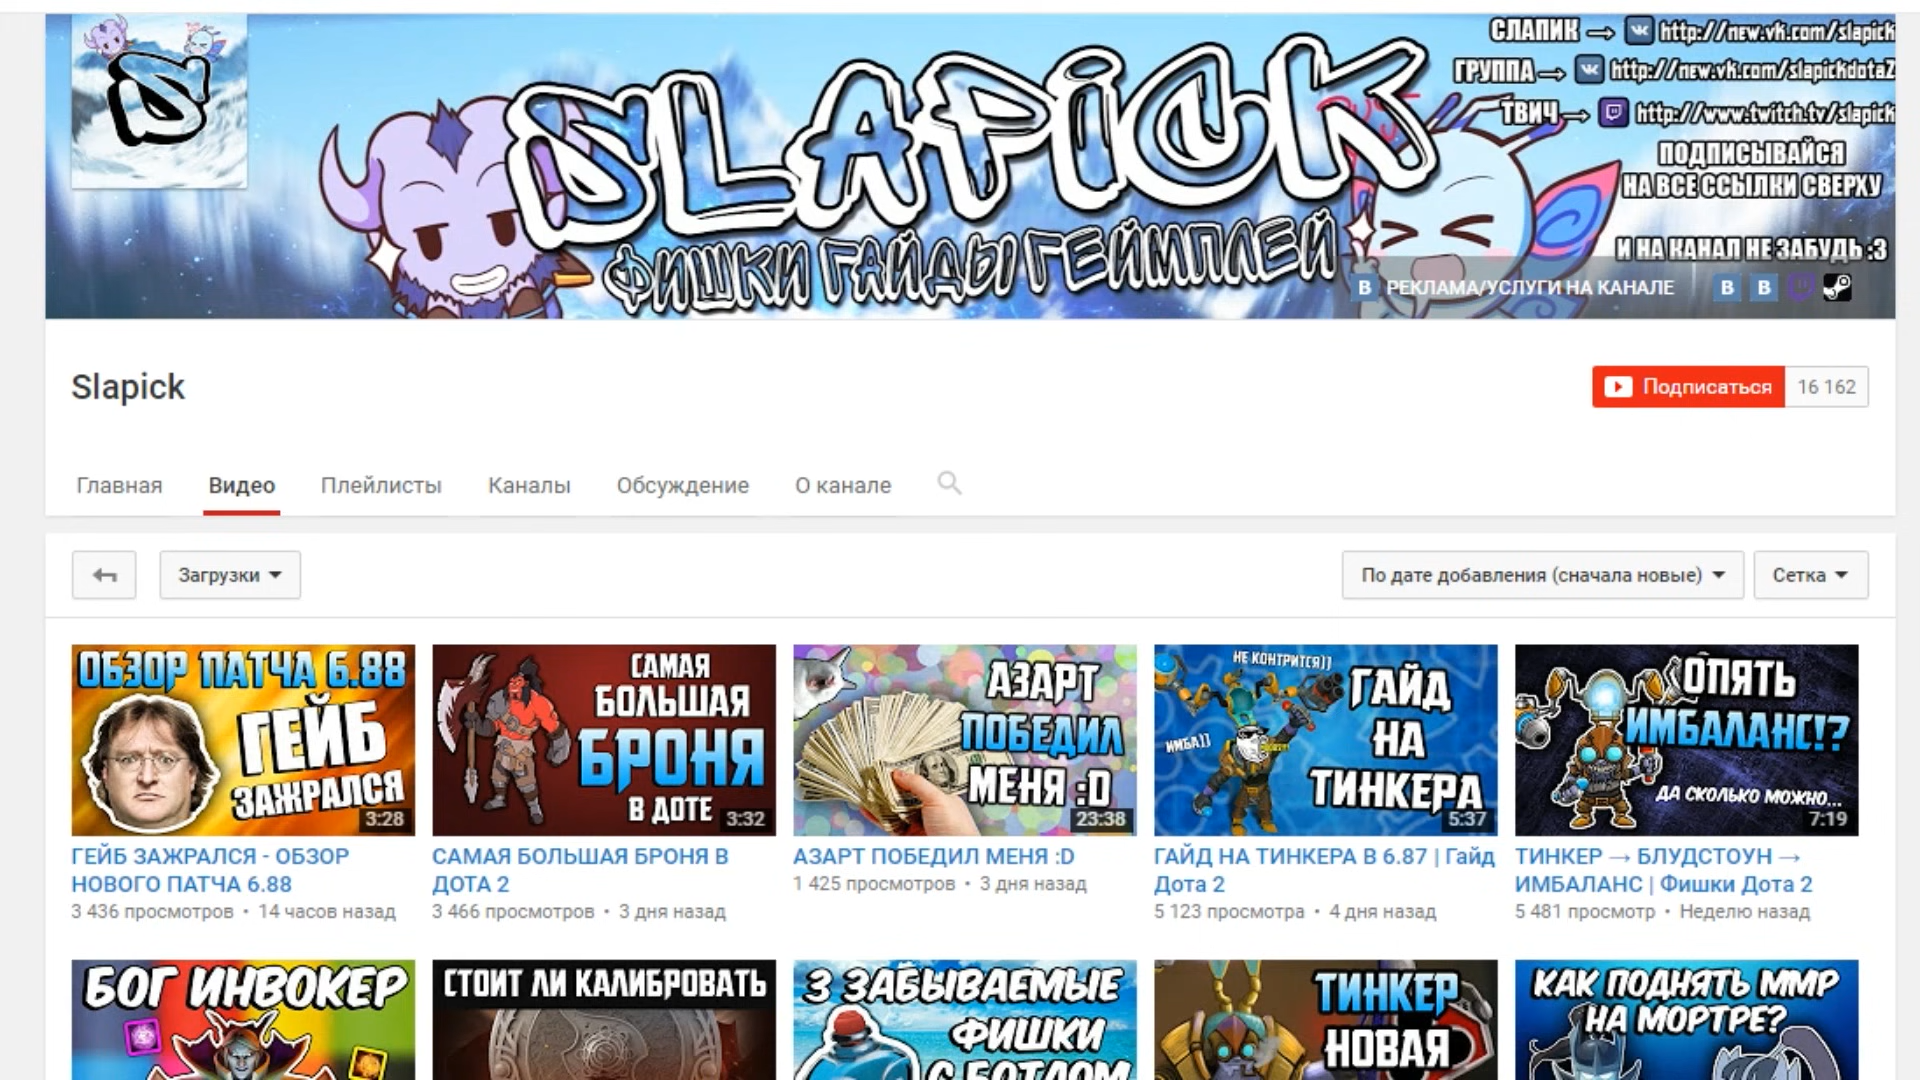 СЛАПИК → http://new.vk.com/slapick
ГРУППА → http://new.vk.com/slapickdota2
ТВИЧ → http://www.twitch.tv/slapick
ПОДПИСЫВАЙСЯ
НА ВСЕ ССЫЛКИ СВЕРХУ
И НА КАНАЛ НЕ ЗАБУДЬ :3
SLAPICK
ФИШКИ ГАЙДЫ ГЕЙМПЛЕЙ
РЕКЛАМА/УСЛУГИ НА КАНАЛЕ
Slapick
Подписаться 16 162
Главная Видео Плейлисты Каналы Обсуждение О канале
Загрузки По дате добавления (сначала новые) Сетка
ОБЗОР ПАТЧА 6.88
ГЕЙБ
ЗАЖРАЛСЯ
3:28
САМАЯ
БОЛЬШАЯ
БРОНЯ
В ДОТЕ
3:32
АЗАРТ
ПОБЕДИЛ
МЕНЯ :D
23:38
НЕ КОНТРИТСЯ))
ИМБА))
ГАЙД
НА
ТИНКЕРА
5:37
ОПЯТЬ
ИМБАЛАНС!?
ДА СКОЛЬКО МОЖНО...
7:19
ГЕЙБ ЗАЖРАЛСЯ - ОБЗОР
НОВОГО ПАТЧА 6.88
3 436 просмотров • 14 часов назад
САМАЯ БОЛЬШАЯ БРОНЯ В
ДОТА 2
3 466 просмотров • 3 дня назад
АЗАРТ ПОБЕДИЛ МЕНЯ :D
1 425 просмотров • 3 дня назад
ГАЙД НА ТИНКЕРА В 6.87 | Гайд
Дота 2
5 123 просмотра • 4 дня назад
ТИНКЕР → БЛУДСТОУН →
ИМБАЛАНС | Фишки Дота 2
5 481 просмотр • Неделю назад
БОГ ИНВОКЕР
СТОИТ ЛИ КАЛИБРОВАТЬ
3 ЗАБЫВАЕМЫЕ
ФИШКИ
С БОТЛОМ
ТИНКЕР
НОВАЯ
КАК ПОДНЯТЬ ММР
НА МОРТРЕ?